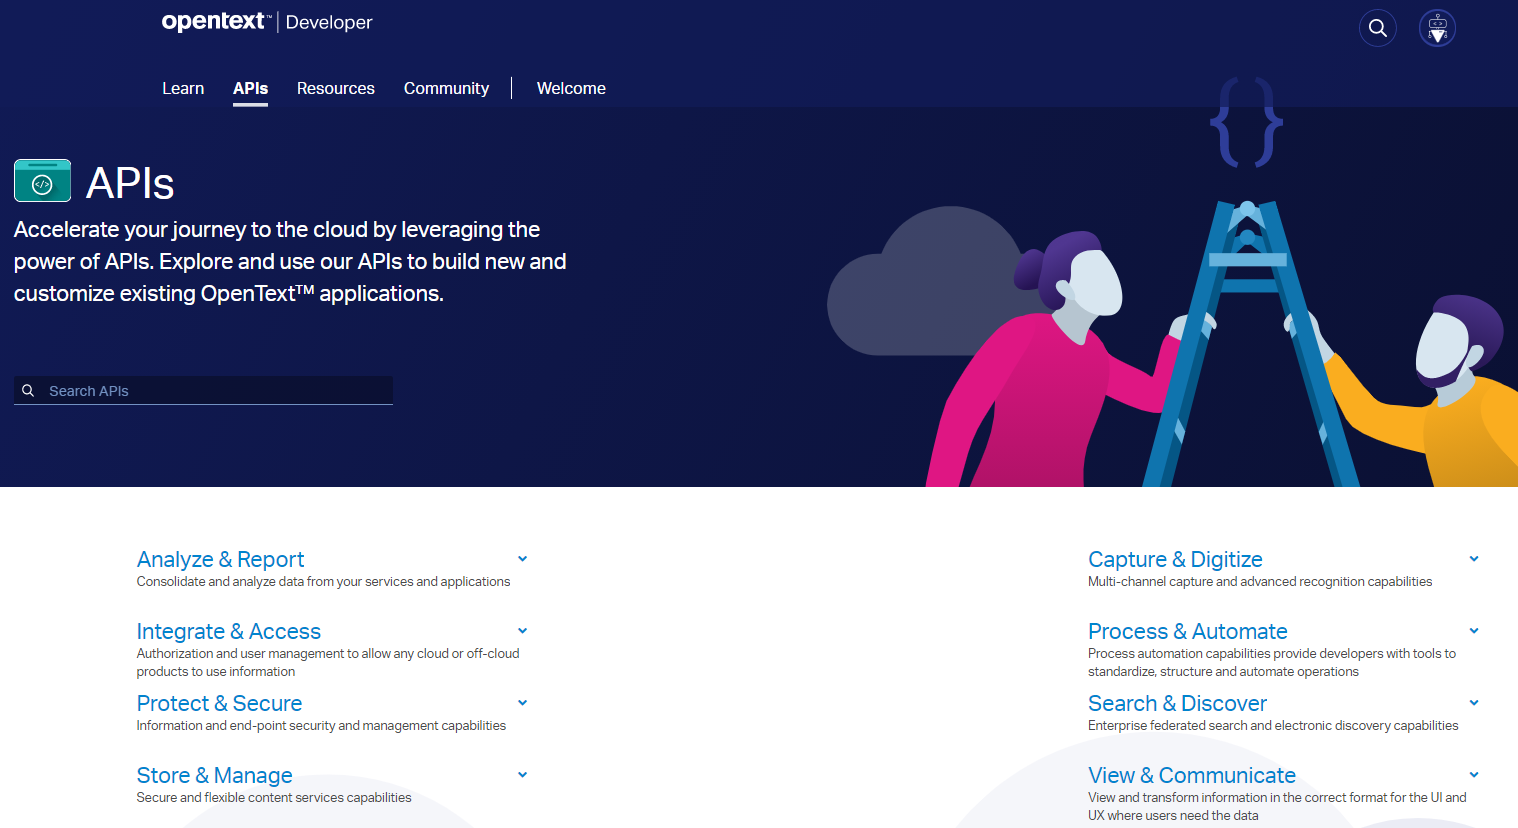 opentext™ | Developer
Learn APIs Resources Community | Welcome
{ }
</> APIs
Accelerate your journey to the cloud by leveraging the
power of APIs. Explore and use our APIs to build new and
customize existing OpenText™ applications.
Search APIs
Analyze & Report
Consolidate and analyze data from your services and applications
Capture & Digitize
Multi-channel capture and advanced recognition capabilities
Integrate & Access
Authorization and user management to allow any cloud or off-cloud
products to use information
Process & Automate
Process automation capabilities provide developers with tools to
standardize, structure and automate operations
Protect & Secure
Information and end-point security and management capabilities
Search & Discover
Enterprise federated search and electronic discovery capabilities
Store & Manage
Secure and flexible content services capabilities
View & Communicate
View and transform information in the correct format for the UI and
UX where users need the data